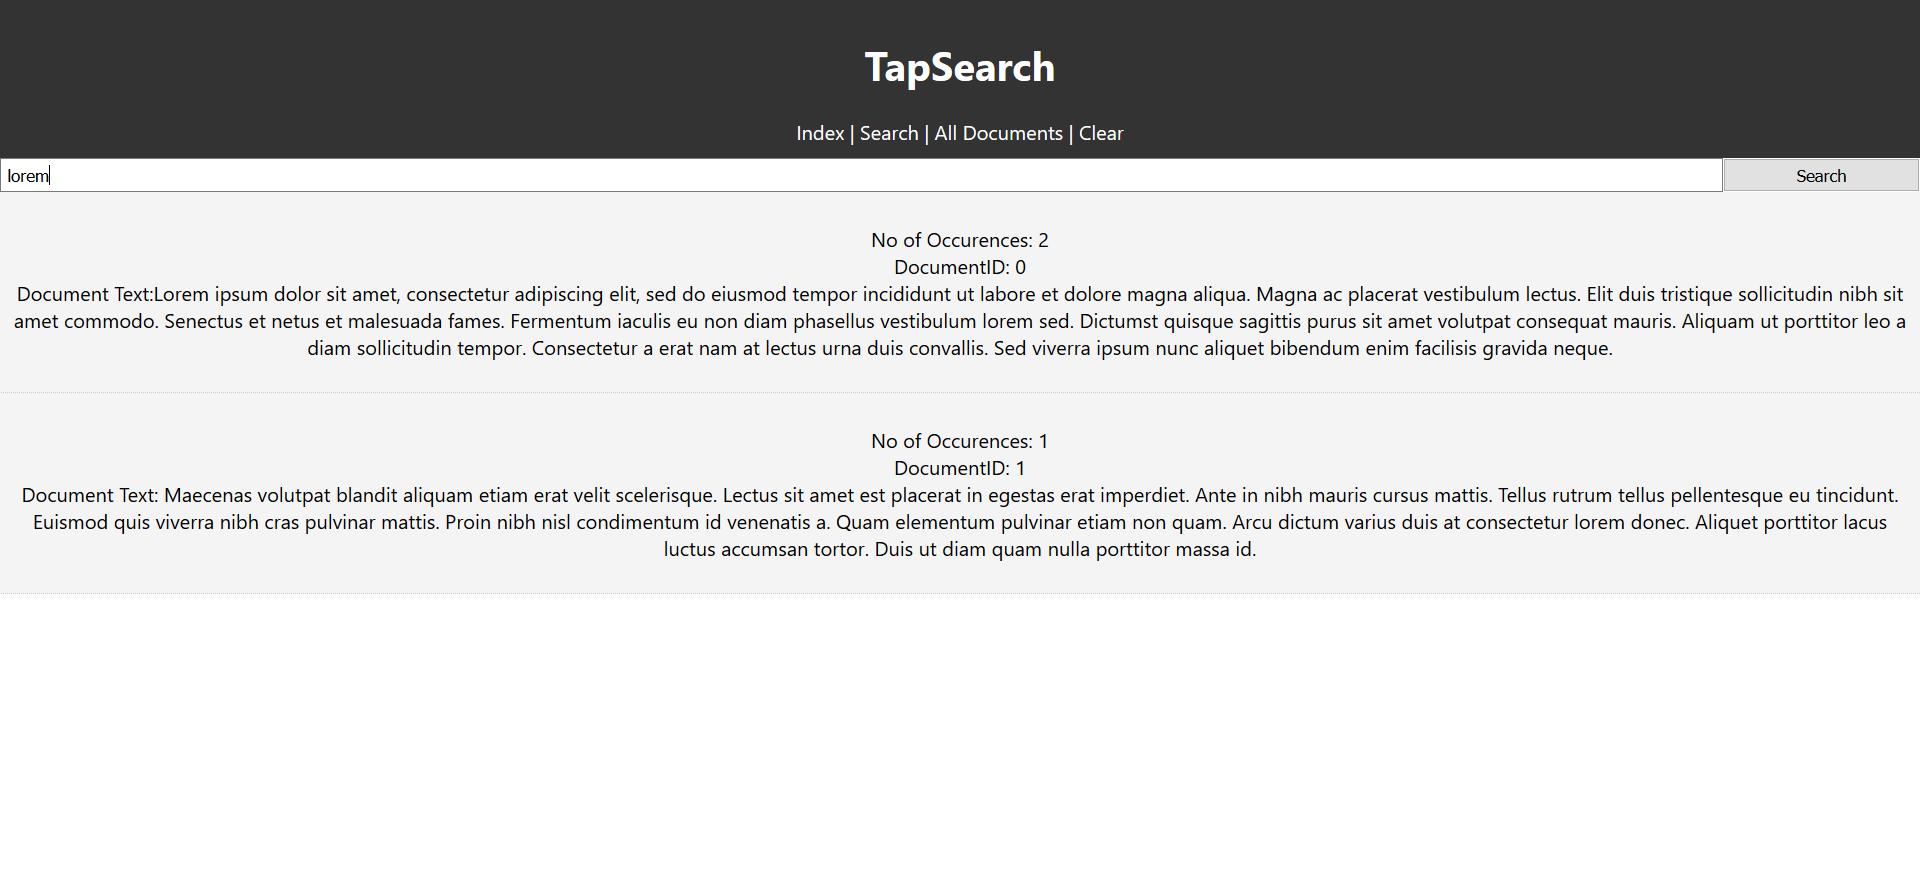 TapSearch
Index | Search | All Documents | Clear
lorem
Search
No of Occurences: 2
DocumentID: 0
Document Text:Lorem ipsum dolor sit amet, consectetur adipiscing elit, sed do eiusmod tempor incididunt ut labore et dolore magna aliqua. Magna ac placerat vestibulum lectus. Elit duis tristique sollicitudin nibh sit
amet commodo. Senectus et netus et malesuada fames. Fermentum iaculis eu non diam phasellus vestibulum lorem sed. Dictumst quisque sagittis purus sit amet volutpat consequat mauris. Aliquam ut porttitor leo a
diam sollicitudin tempor. Consectetur a erat nam at lectus urna duis convallis. Sed viverra ipsum nunc aliquet bibendum enim facilisis gravida neque.
No of Occurences: 1
DocumentID: 1
Document Text: Maecenas volutpat blandit aliquam etiam erat velit scelerisque. Lectus sit amet est placerat in egestas erat imperdiet. Ante in nibh mauris cursus mattis. Tellus rutrum tellus pellentesque eu tincidunt.
Euismod quis viverra nibh cras pulvinar mattis. Proin nibh nisl condimentum id venenatis a. Quam elementum pulvinar etiam non quam. Arcu dictum varius duis at consectetur lorem donec. Aliquet porttitor lacus
luctus accumsan tortor. Duis ut diam quam nulla porttitor massa id.